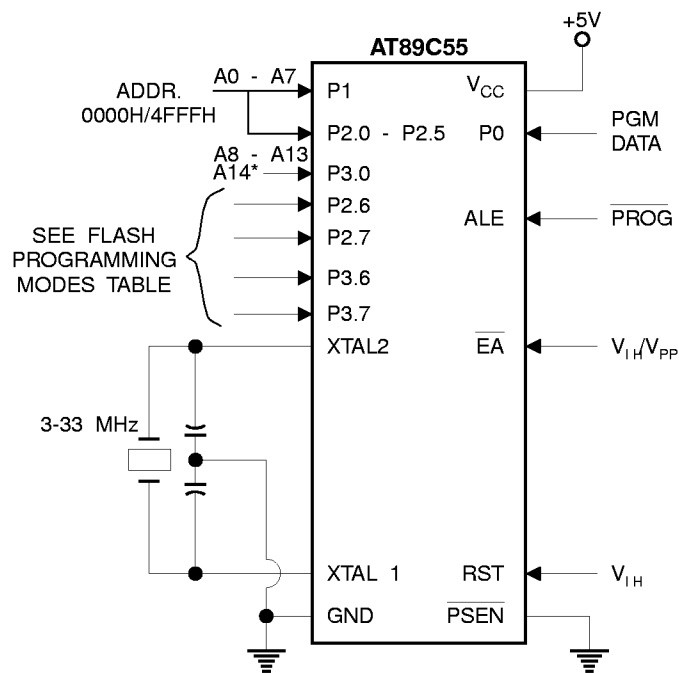 +5V
AT89C55
A0 - A7
ADDR.
0000H/4FFFH
P1
VCC
P2.0 - P2.5
P0
PGM
DATA
A8 - A13
A14*
P3.0
P2.6
ALE
PROG
SEE FLASH
PROGRAMMING
MODES TABLE
P2.7
P3.6
P3.7
XTAL2
EA
VIH/VPP
3-33 MHz
XTAL 1
RST
VIH
GND
PSEN